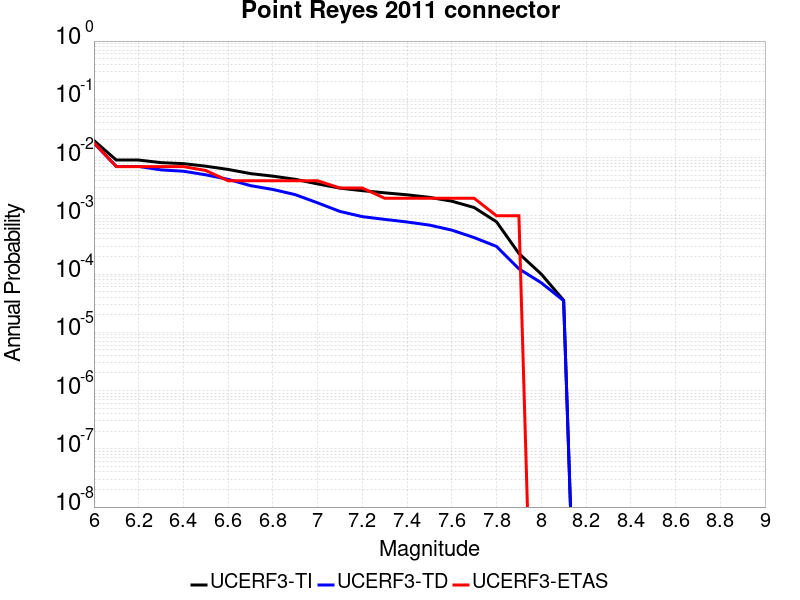 Point Reyes 2011 connector
10^0
10^-1
10^-2
10^-3
10^-4
10^-5
10^-6
10^-7
10^-8
Annual Probability
6 6.2 6.4 6.6 6.8 7 7.2 7.4 7.6 7.8 8 8.2 8.4 8.6 8.8 9
Magnitude
UCERF3-TI UCERF3-TD UCERF3-ETAS